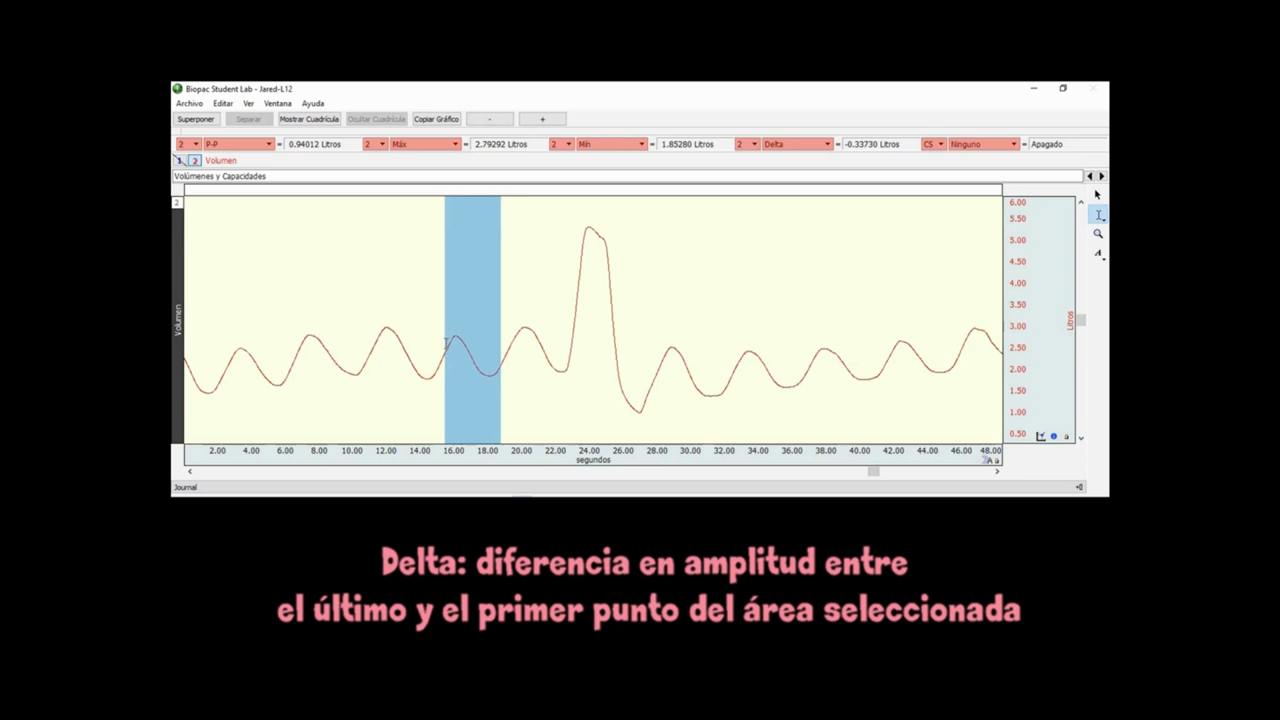 Biopac Student Lab - Jared-L12
Archivo Editar Ver Ventana Ayuda
Superponer Separar Mostrar Cuadrícula Ocultar Cuadrícula Copiar Gráfico - +
2 P-P = 0.94012 Litros 2 Máx = 2.79292 Litros 2 Mín = 1.85280 Litros 2 Delta = -0.33730 Litros CS Ninguno = Apagado
1 2 Volumen
Volúmenes y Capacidades
2
Volumen
6.00
5.50
5.00
4.50
4.00
3.50
3.00
2.50
2.00
1.50
1.00
0.50
Litros
2.00 4.00 6.00 8.00 10.00 12.00 14.00 16.00 18.00 20.00 22.00 24.00 26.00 28.00 30.00 32.00 34.00 36.00 38.00 40.00 42.00 44.00 46.00 48.00
segundos
Journal
Delta: diferencia en amplitud entre
el último y el primer punto del área seleccionada